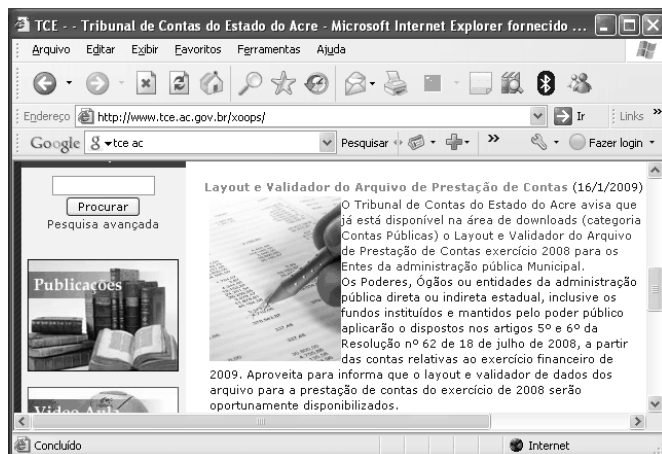 TCE - - Tribunal de Contas do Estado do Acre - Microsoft Internet Explorer fornecido ...
Arquivo Editar Exibir Favoritos Ferramentas Ajuda
Endereço http://www.tce.ac.gov.br/xoops/ Ir Links »
Google g tce ac Pesquisar » Fazer login
Procurar
Pesquisa avançada
Publicações
Video Aula
Layout e Validador do Arquivo de Prestação de Contas (16/1/2009)
O Tribunal de Contas do Estado do Acre avisa que
já está disponível na área de downloads (categoria
Contas Públicas) o Layout e Validador do Arquivo
de Prestação de Contas exercício 2008 para os
Entes da administração pública Municipal.
Os Poderes, Ógãos ou entidades da administração
pública direta ou indireta estadual, inclusive os
fundos instituídos e mantidos pelo poder público
aplicarão o dispostos nos artigos 5º e 6º da
Resolução nº 62 de 18 de julho de 2008, a partir
das contas relativas ao exercício financeiro de
2009. Aproveita para informa que o layout e validador de dados dos
arquivo para a prestação de contas do exercício de 2008 serão
oportunamente disponibilizados.
Concluído Internet